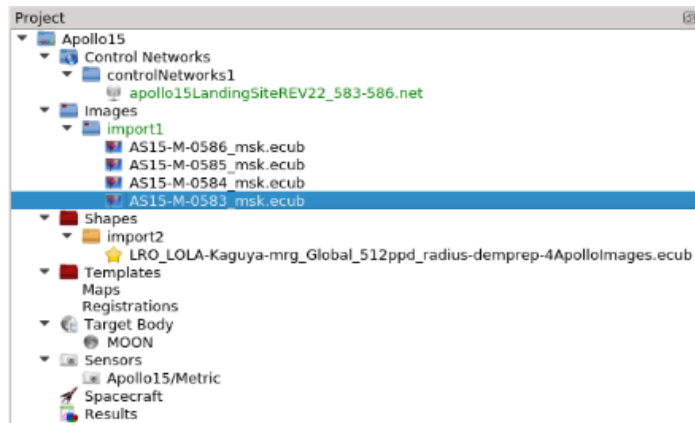 Project
Apollo15
Control Networks
controlNetworks1
apollo15LandingSiteREV22_583-586.net
Images
import1
AS15-M-0586_msk.ecub
AS15-M-0585_msk.ecub
AS15-M-0584_msk.ecub
AS15-M-0583_msk.ecub
Shapes
import2
LRO_LOLA-Kaguya-mrg_Global_512ppd_radius-demprep-4ApolloImages.ecub
Templates
Maps
Registrations
Target Body
MOON
Sensors
Apollo15/Metric
Spacecraft
Results